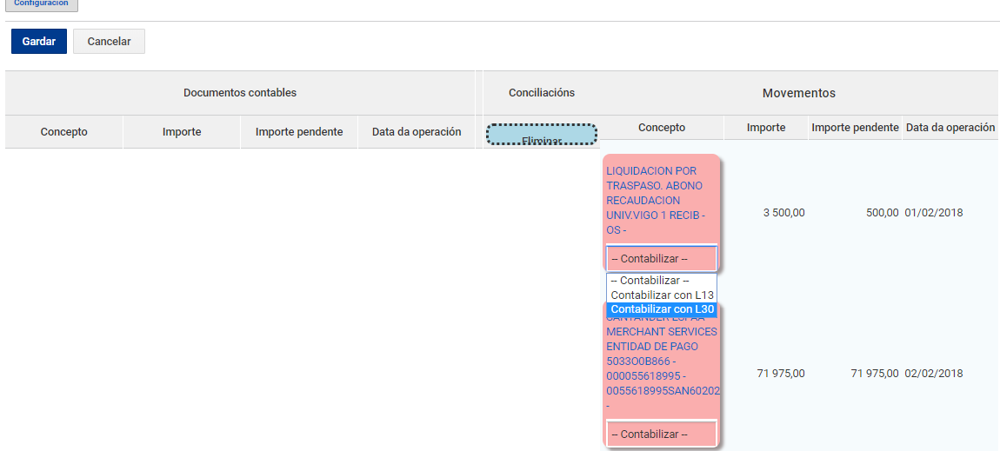 Configuración
Gardar
Cancelar
Documentos contables
Conciliacións
Movementos
Concepto
Importe
Importe pendente
Data da operación
Eliminar
Concepto
Importe
Importe pendente
Data da operación
LIQUIDACION POR
TRASPASO. ABONO
RECAUDACION
UNIV.VIGO 1 RECIB -
OS -
3 500,00
500,00
01/02/2018
-- Contabilizar --
-- Contabilizar --
Contabilizar con L13
Contabilizar con L30
MERCHANT SERVICES
ENTIDAD DE PAGO
5033O0B866 -
000055618995 -
0055618995SAN60202
-
71 975,00
71 975,00
02/02/2018
-- Contabilizar --